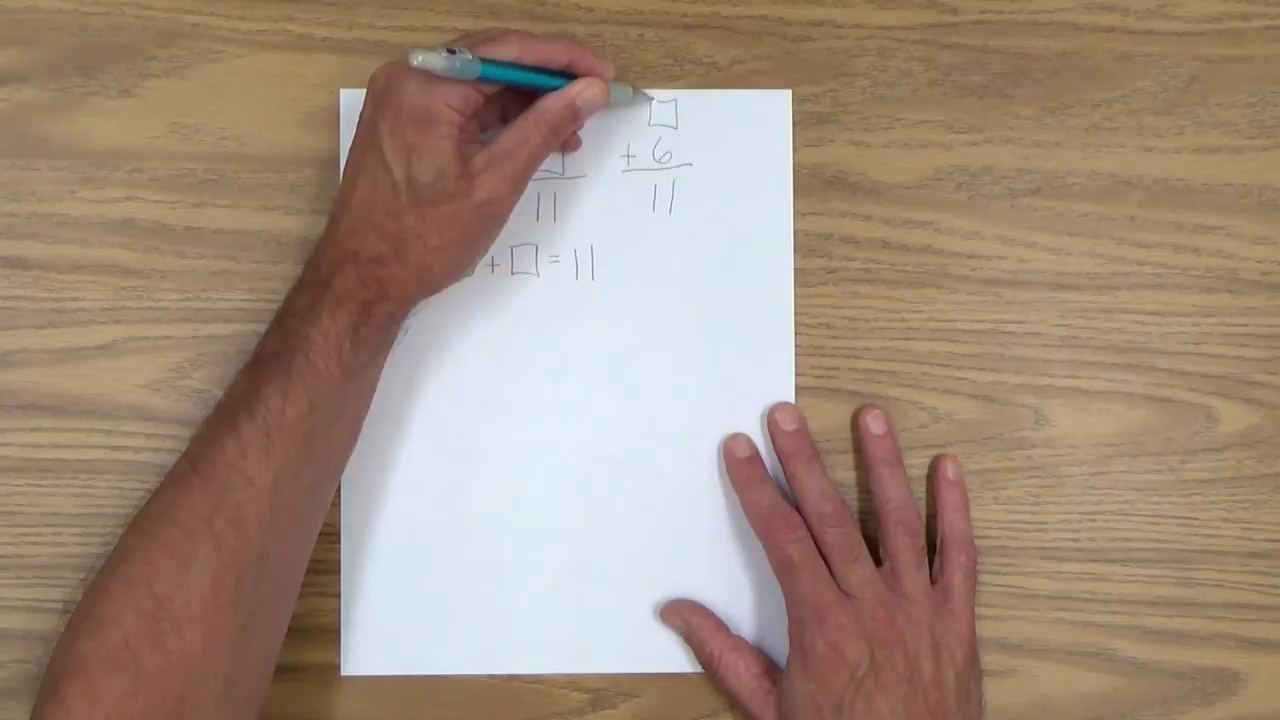 □
□ + 6
11 11
□ + □ = 11